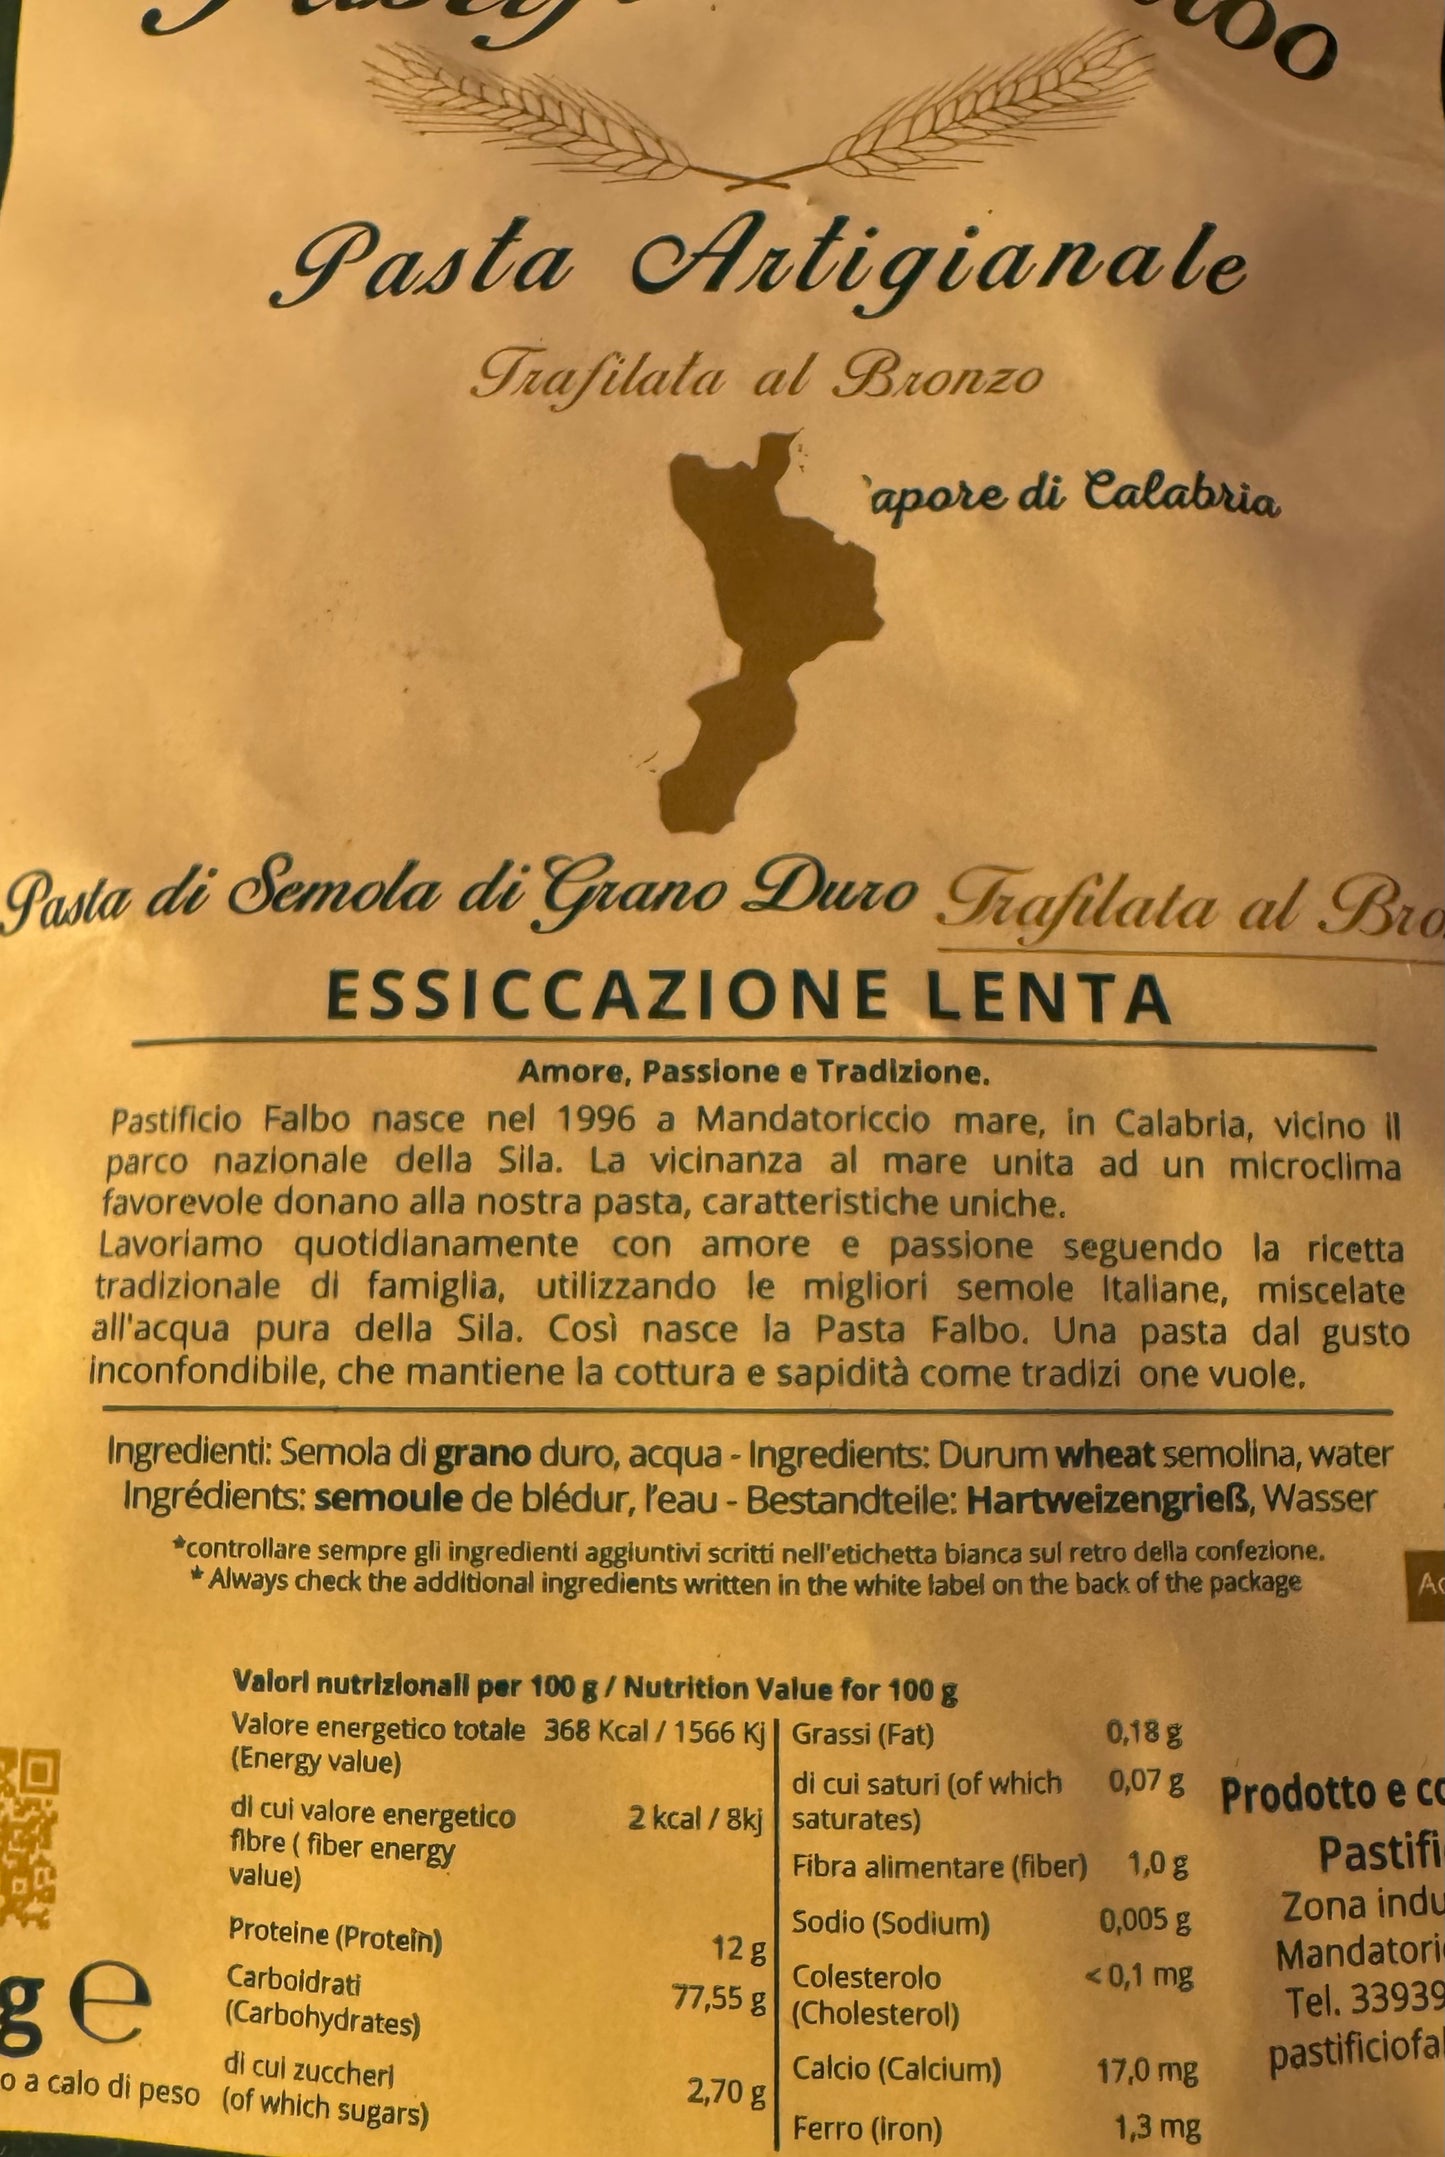 Pasta Artigianale
Trafilata al Bronzo
apore di Calabria
Pasta di Semola di Grano Duro Trafilata al
ESSICCAZIONE LENTA
Amore, Passione e Tradizione.
Pastificio Falbo nasce nel 1996 a Mandatoriccio mare, in Calabria, vicino il
parco nazionale della Sila. La vicinanza al mare unita ad un microclima
favorevole donano alla nostra pasta, caratteristiche uniche.
Lavoriamo quotidianamente con amore e passione seguendo la ricetta
tradizionale di famiglia, utilizzando le migliori semole Italiane, miscelate
all'acqua pura della Sila. Così nasce la Pasta Falbo. Una pasta dal gusto
inconfondibile, che mantiene la cottura e sapidità come tradizi one vuole.
Ingredienti: Semola di grano duro, acqua - Ingredients: Durum wheat semolina, water
Ingrédients: semoule de blédur, l'eau - Bestandteile: Hartweizengrieß, Wasser
*controllare sempre gli ingredienti aggiuntivi scritti nell'etichetta bianca sul retro della confezione.
* Always check the additional ingredients written in the white label on the back of the package
Valori nutrizionali per 100 g / Nutrition Value for 100 g
Valore energetico totale 368 Kcal / 1566 Kj
(Energy value)
di cui valore energetico 2 kcal / 8kj
fibre ( fiber energy
value)
Proteine (Protein) 12 g
Carboidrati 77,55 g
(Carbohydrates)
di cui zuccheri 2,70 g
(of which sugars)
Grassi (Fat) 0,18 g
di cui saturi (of which 0,07 g
saturates)
Fibra alimentare (fiber) 1,0 g
Sodio (Sodium) 0,005 g
Colesterolo <0,1 mg
(Cholesterol)
Calcio (Calcium) 17,0 mg
Ferro (iron) 1,3 mg
g e
o a calo di peso
Prodotto e
Pastifi
Zona indu
Mandatori
Tel. 33939
pastificiofa